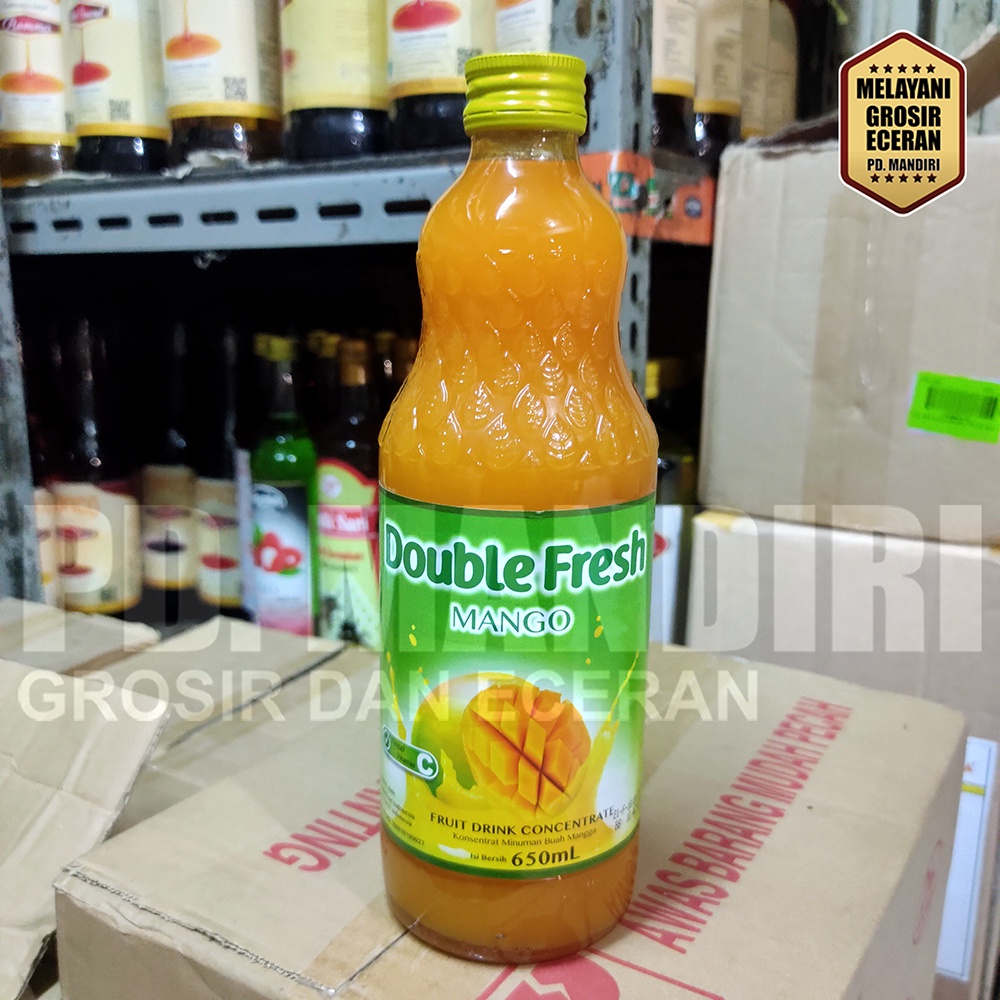 MELAYANI
GROSIR
ECERAN
PD. MANDIRI
PD. MANDIRI
GROSIR DAN ECERAN
Double Fresh
MANGO
C
FRUIT DRINK CONCENTRATE
Konsentrat Minuman Buah Mangga
Isi Bersih 650mL
AWAS BARANG MUDAH PECAH